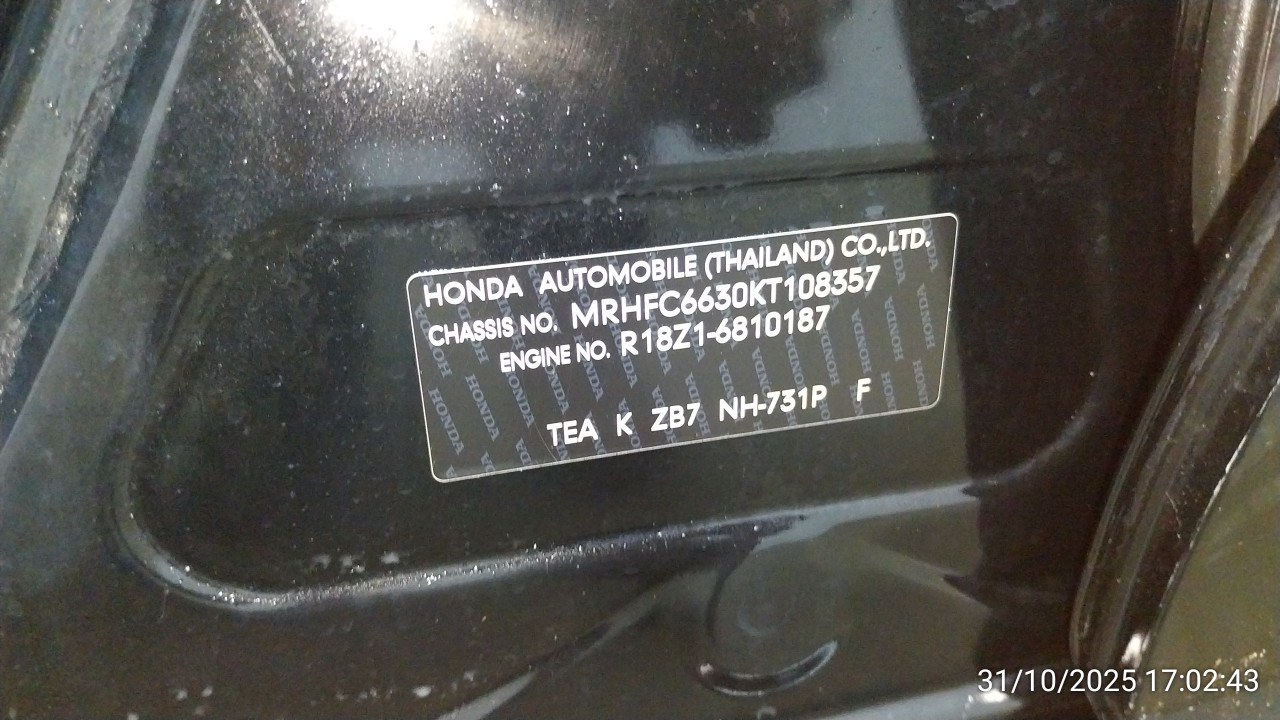 HONDA AUTOMOBILE (THAILAND) CO.,LTD.
CHASSIS NO. MRHFC6630KT108357
ENGINE NO. R18Z1-6810187
TEA K ZB7 NH-731P F
31/10/2025 17:02:43